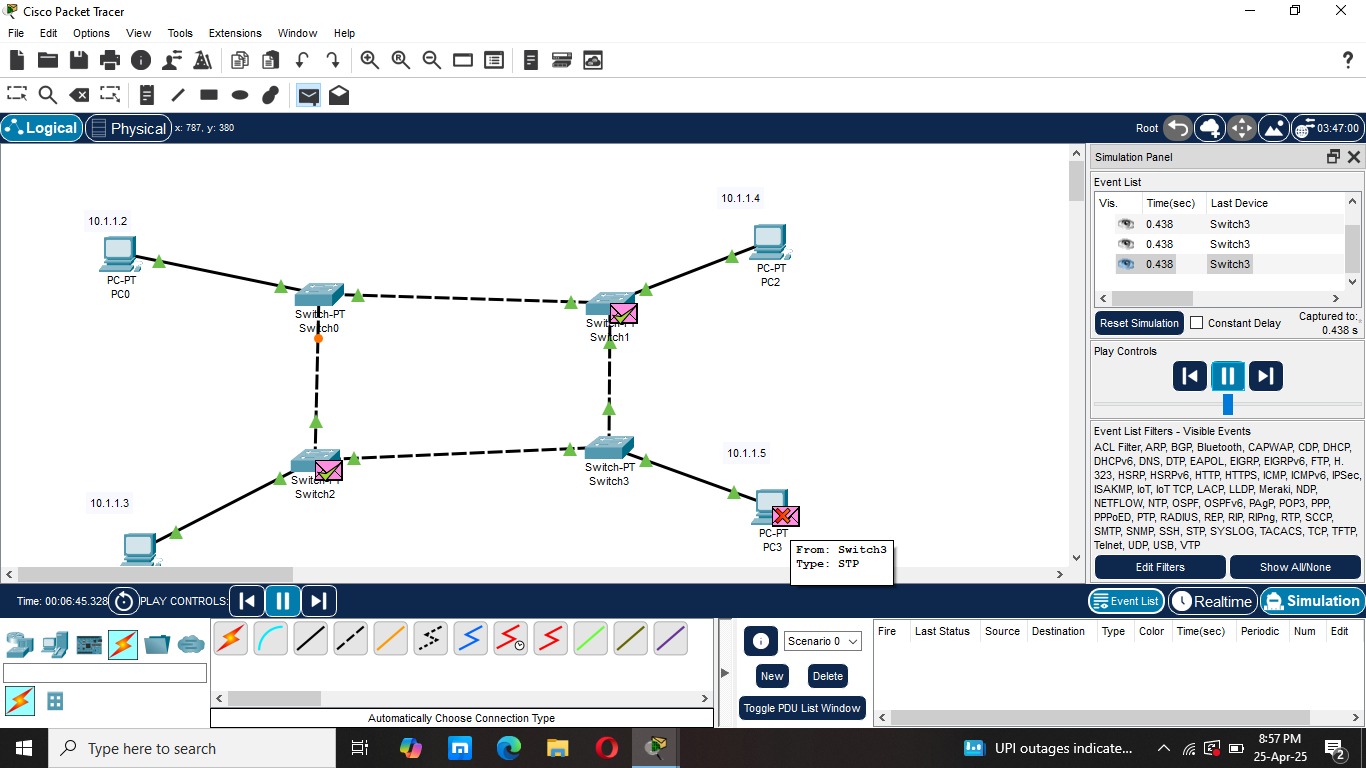 Cisco Packet Tracer
File Edit Options View Tools Extensions Window Help
Logical Physical x: 787, y: 380 Root 03:47:00
Simulation Panel
Event List
Vis. Time(sec) Last Device
0.438 Switch3
0.438 Switch3
0.438 Switch3
Reset Simulation Constant Delay Captured to:
0.438 s
Play Controls
Event List Filters - Visible Events
ACL Filter, ARP, BGP, Bluetooth, CAPWAP, CDP, DHCP,
DHCPv6, DNS, DTP, EAPOL, EIGRP, EIGRPv6, FTP, H.
323, HSRP, HSRPv6, HTTP, HTTPS, ICMP, ICMPv6, IPSec,
ISAKMP, IoT, IoT TCP, LACP, LLDP, Meraki, NDP,
NETFLOW, NTP, OSPF, OSPFv6, PAgP, POP3, PPP,
PPPoED, PTP, RADIUS, REP, RIP, RIPng, RTP, SCCP,
SMTP, SNMP, SSH, STP, SYSLOG, TACACS, TCP, TFTP,
Telnet, UDP, USB, VTP
Edit Filters Show All/None
10.1.1.2
PC-PT
PC0
Switch-PT
Switch0
10.1.1.4
PC-PT
PC2
Switch1
Switch2
Switch-PT
Switch3
10.1.1.5
PC-PT
PC3
10.1.1.3
From: Switch3
Type: STP
Time: 00:06:45.328 PLAY CONTROLS: Event List Realtime Simulation
Automatically Choose Connection Type
Scenario 0
New Delete
Toggle PDU List Window
Fire Last Status Source Destination Type Color Time(sec) Periodic Num Edit
Type here to search
UPI outages indicate...
8:57 PM
25-Apr-25
2